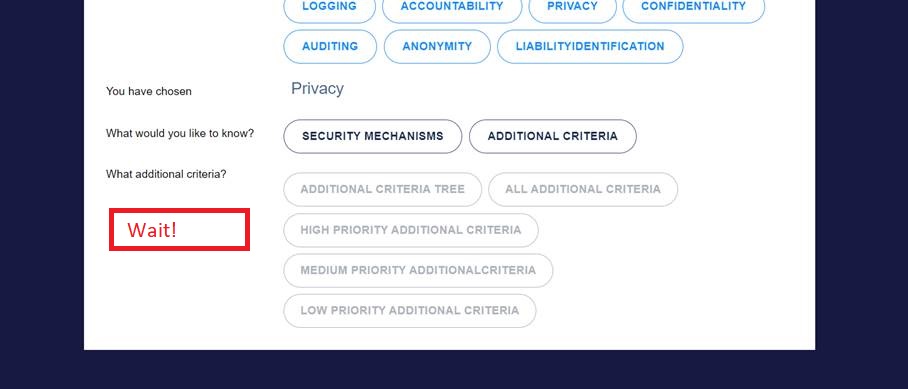 LOGGING ACCOUNTABILITY PRIVACY CONFIDENTIALITY
AUDITING ANONYMITY LIABILITYIDENTIFICATION
You have chosen Privacy
What would you like to know? SECURITY MECHANISMS ADDITIONAL CRITERIA
What additional criteria? ADDITIONAL CRITERIA TREE ALL ADDITIONAL CRITERIA
Wait! HIGH PRIORITY ADDITIONAL CRITERIA
MEDIUM PRIORITY ADDITIONALCRITERIA
LOW PRIORITY ADDITIONAL CRITERIA